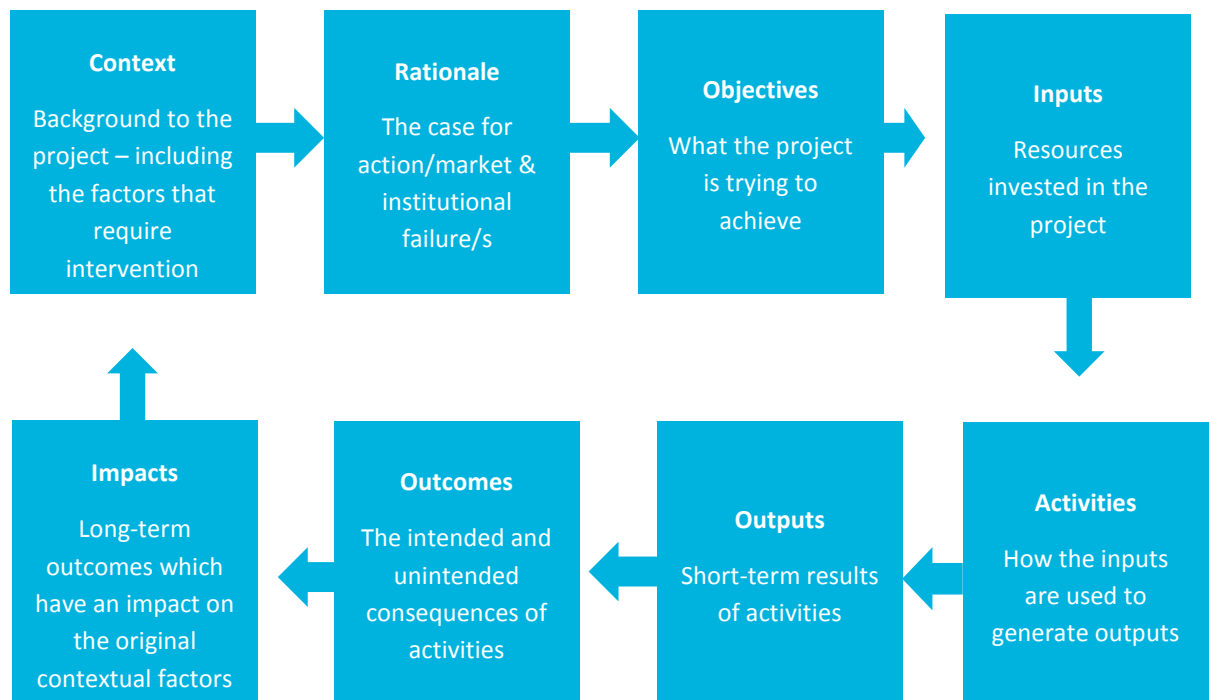 Context
Background to the
project – including
the factors that
require
intervention
Rationale
The case for
action/market &
institutional
failure/s
Objectives
What the project
is trying to
achieve
Inputs
Resources
invested in the
project
Activities
How the inputs
are used to
generate outputs
Outputs
Short-term results
of activities
Outcomes
The intended and
unintended
consequences of
activities
Impacts
Long-term
outcomes which
have an impact on
the original
contextual factors